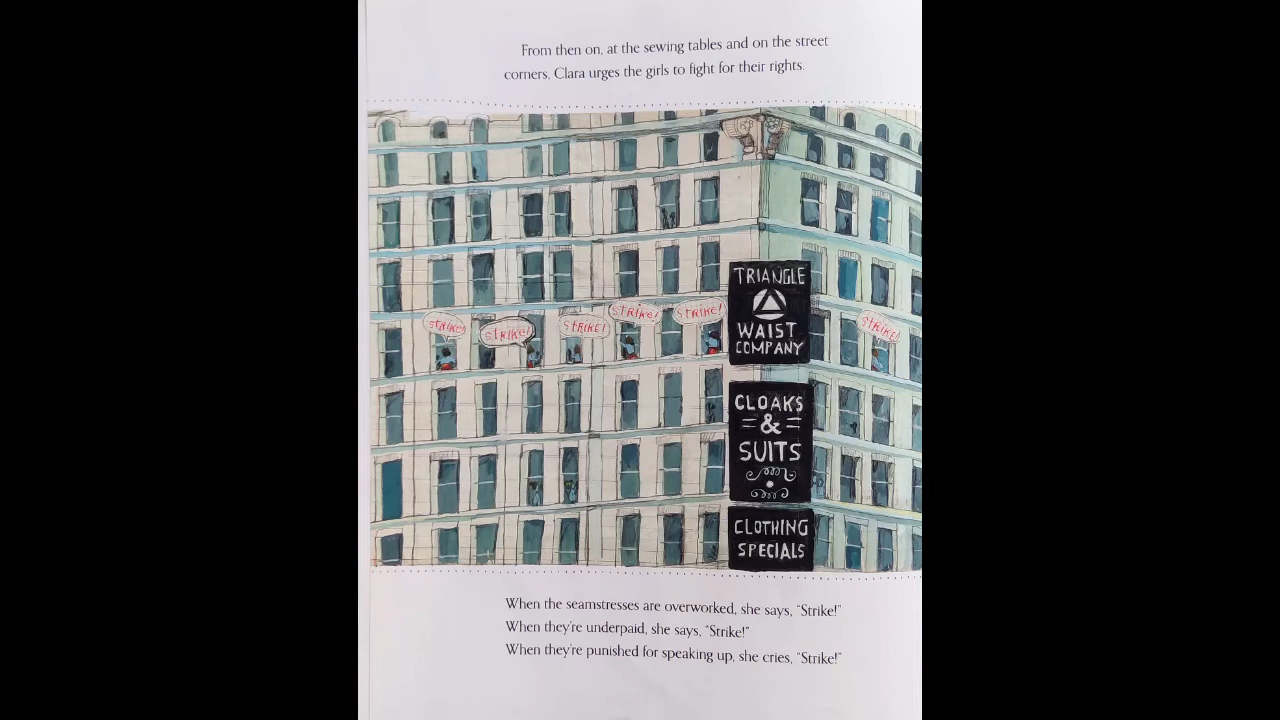 From then on, at the sewing tables and on the street
corners, Clara urges the girls to fight for their rights.
STRIKE!
STRIKE!
STRIKE!
STRIKE!
STRIKE!
STRIKE!
TRIANGLE
WAIST
COMPANY
CLOAKS
&
SUITS
CLOTHING
SPECIALS
When the seamstresses are overworked, she says, “Strike!”
When they’re underpaid, she says, “Strike!”
When they’re punished for speaking up, she cries, “Strike!”